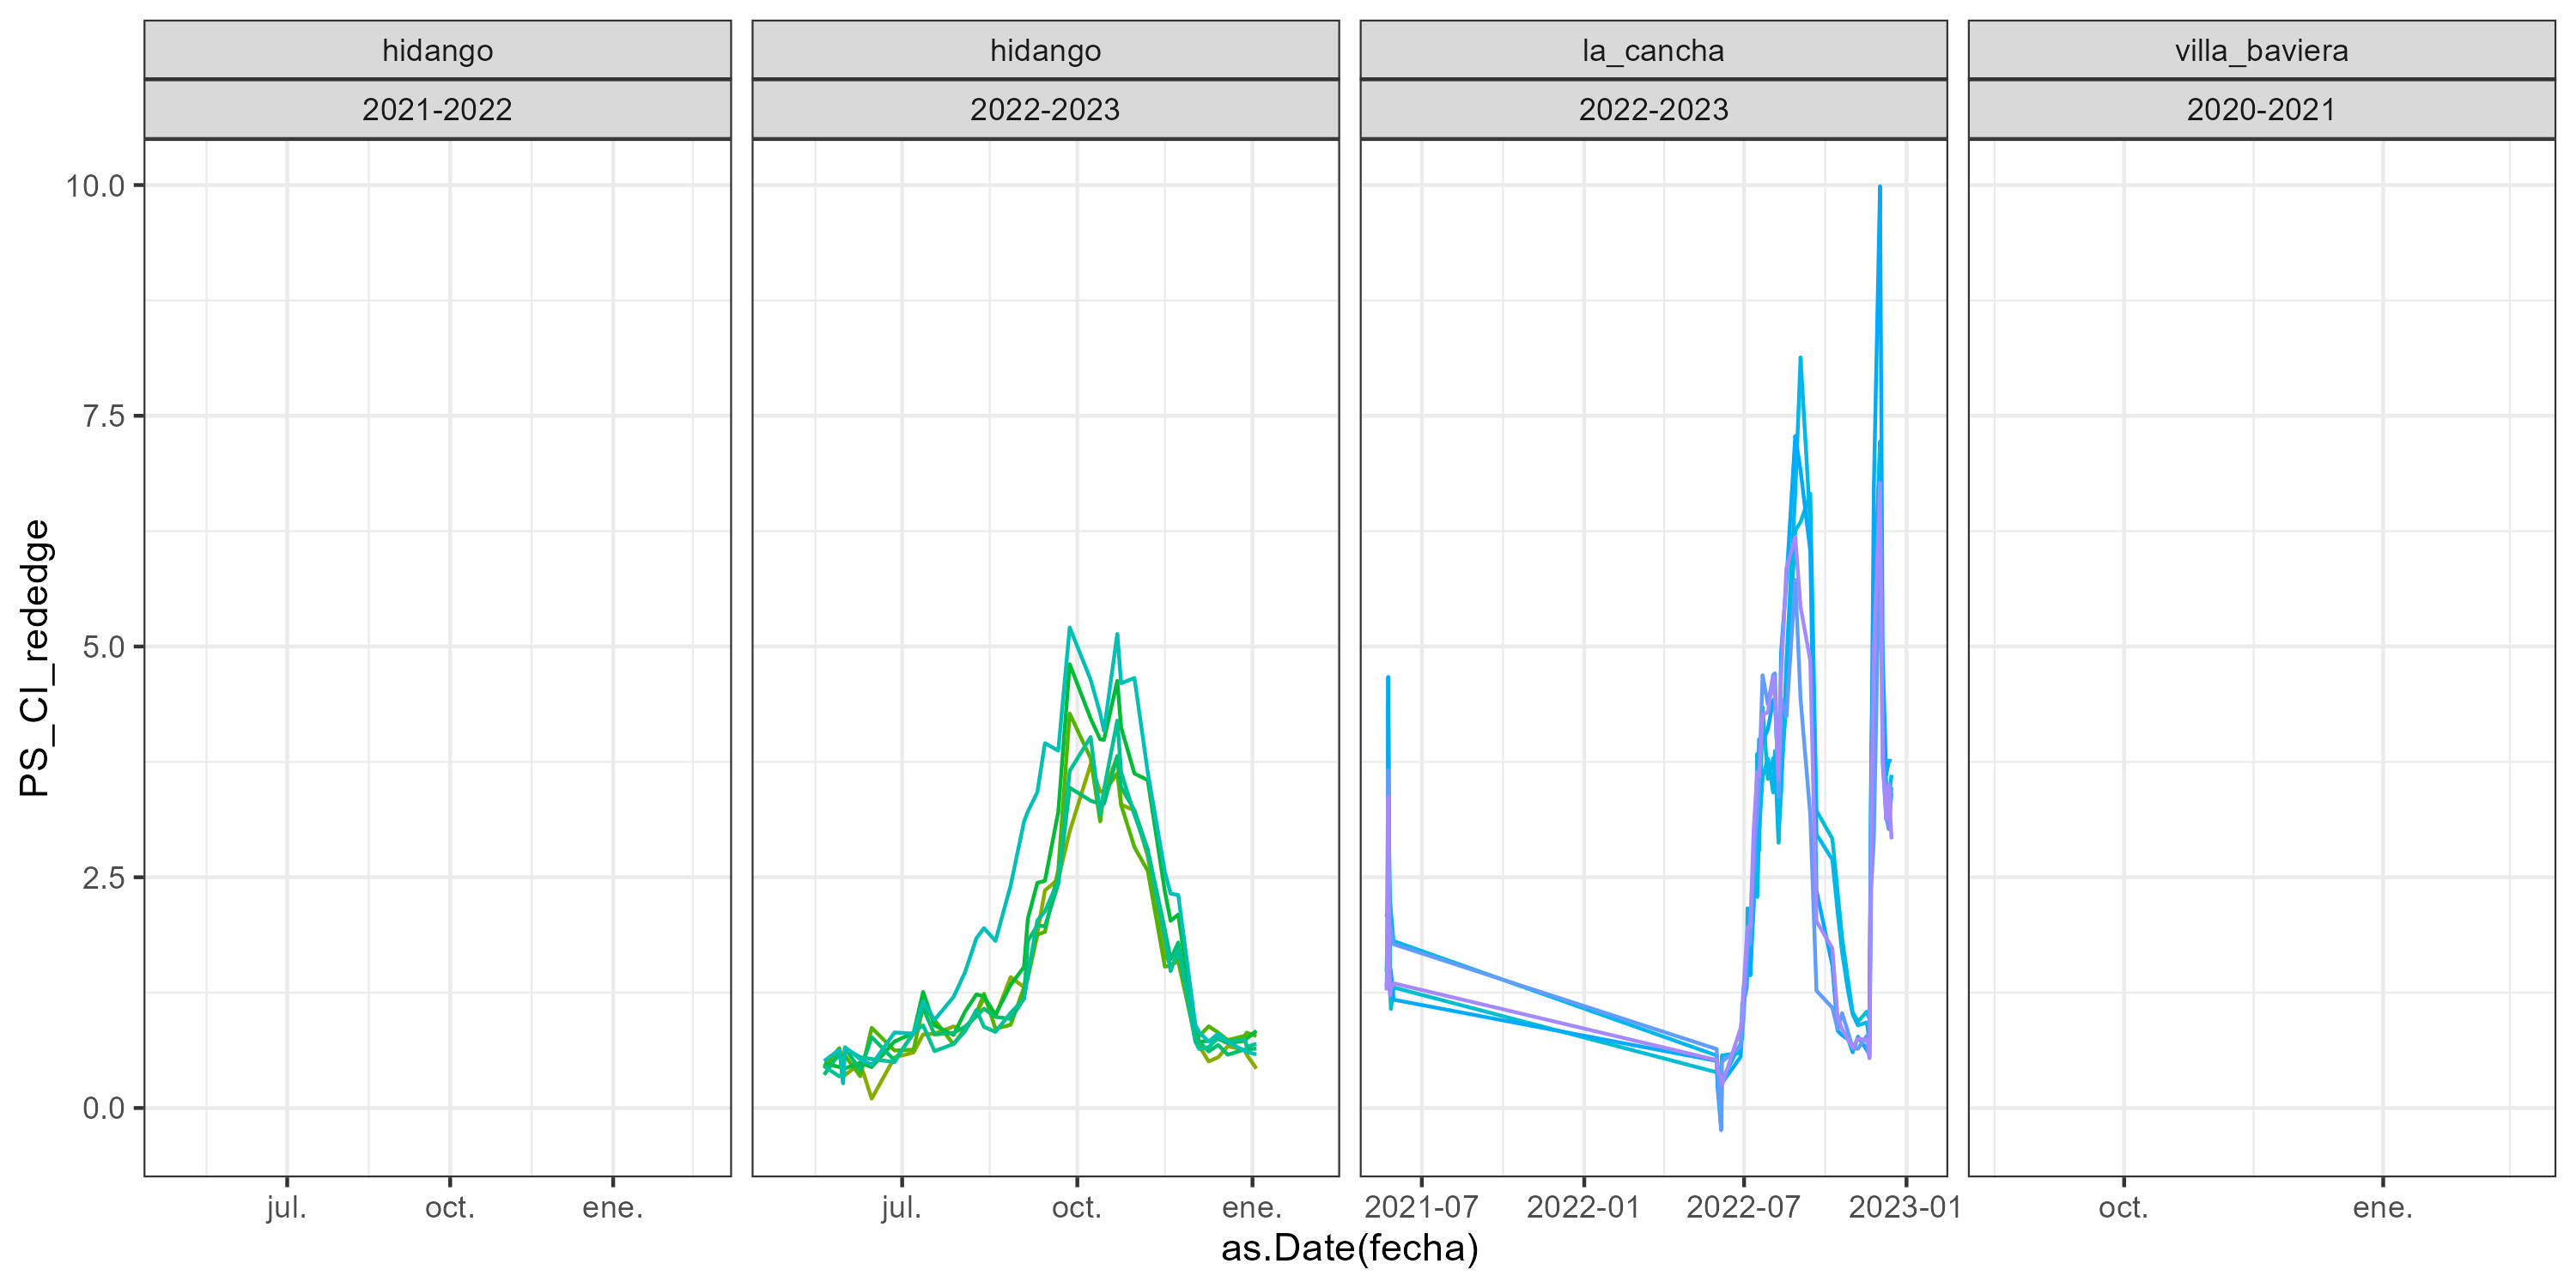 hidango hidango la_cancha villa_baviera
2021-2022 2022-2023 2022-2023 2020-2021
10.0
7.5
5.0
2.5
0.0
PS_CI_rededge
jul. oct. ene. jul. oct. ene. 2021-07 2022-01 2022-07 2023-01 oct. ene.
as.Date(fecha)